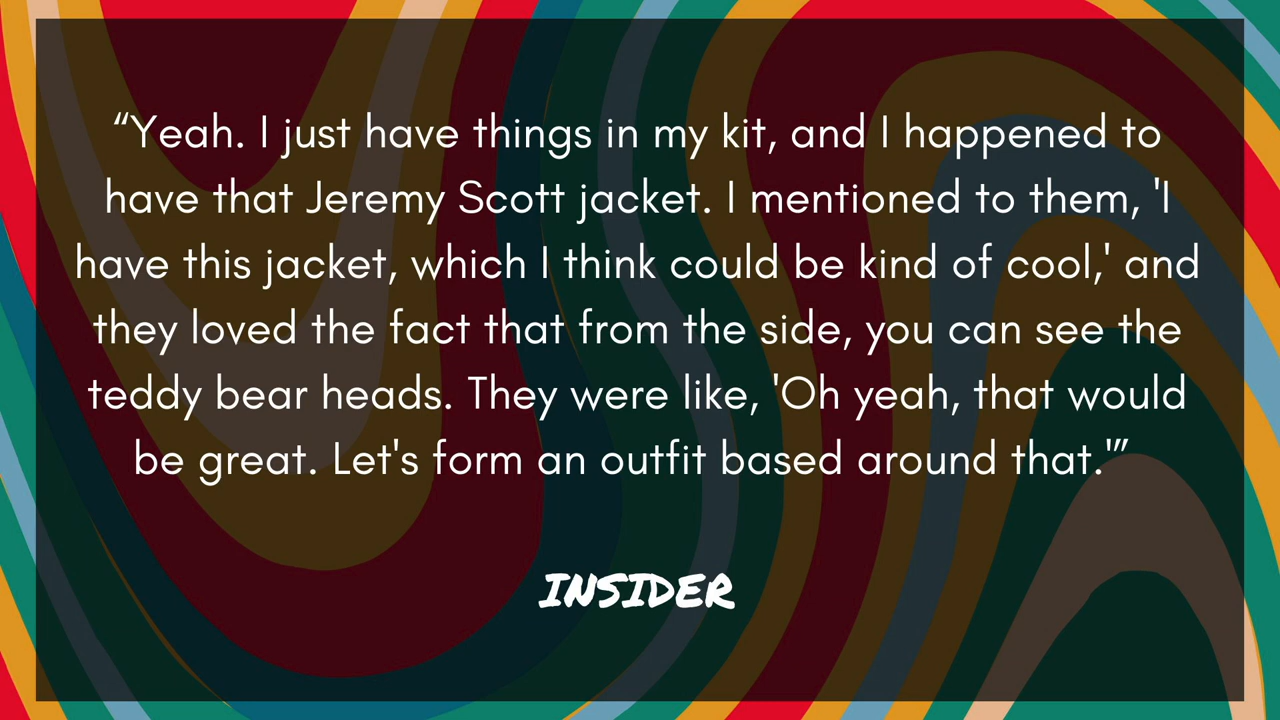 “Yeah. I just have things in my kit, and I happened to
have that Jeremy Scott jacket. I mentioned to them, 'I
have this jacket, which I think could be kind of cool,' and
they loved the fact that from the side, you can see the
teddy bear heads. They were like, 'Oh yeah, that would
be great. Let's form an outfit based around that.'”
INSIDER